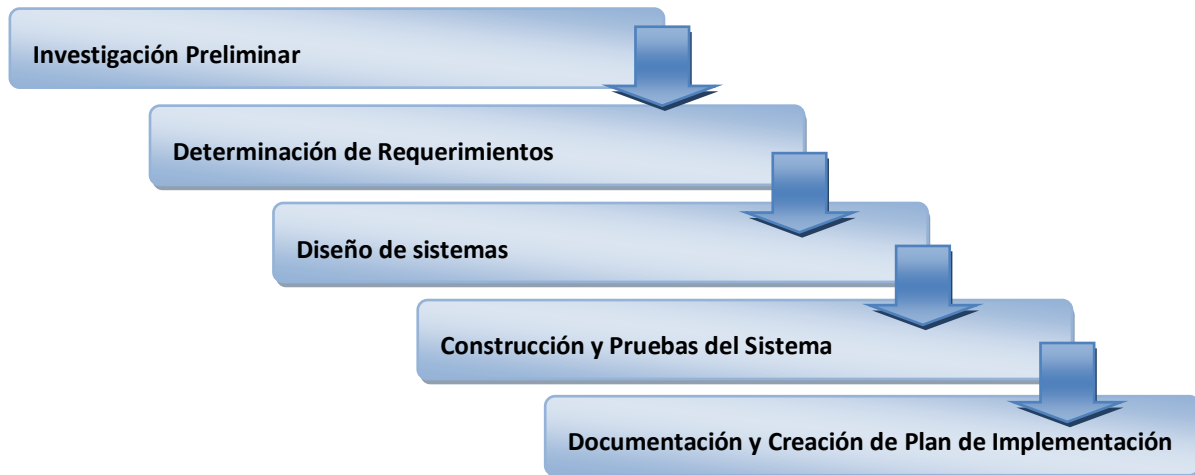 Investigación Preliminar
Determinación de Requerimientos
Diseño de sistemas
Construcción y Pruebas del Sistema
Documentación y Creación de Plan de Implementación